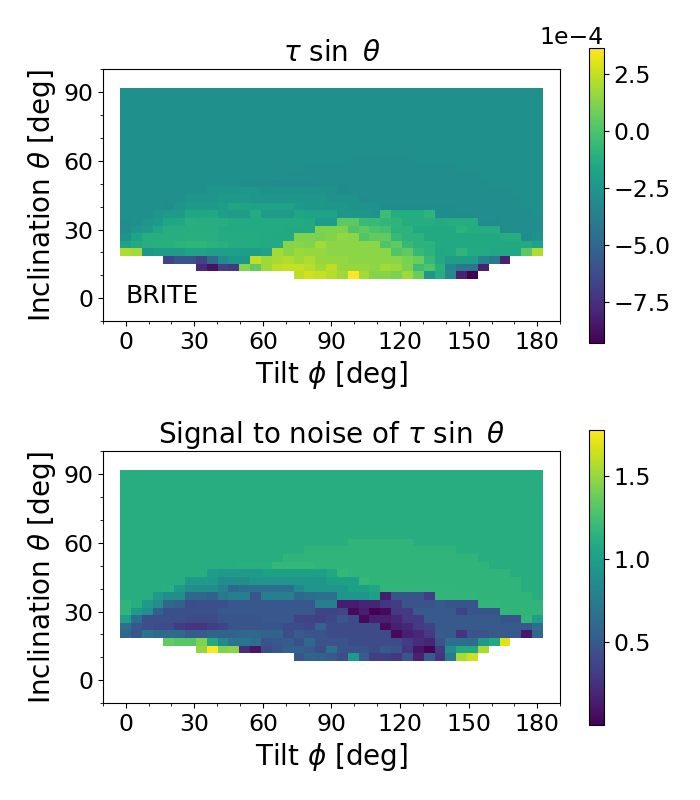 τ sin θ
1e−4
Inclination θ [deg]
90
60
30
0
BRITE
0 30 60 90 120 150 180
Tilt ϕ [deg]
2.5
0.0
−2.5
−5.0
−7.5
Signal to noise of τ sin θ
Inclination θ [deg]
90
60
30
0
0 30 60 90 120 150 180
Tilt ϕ [deg]
1.5
1.0
0.5